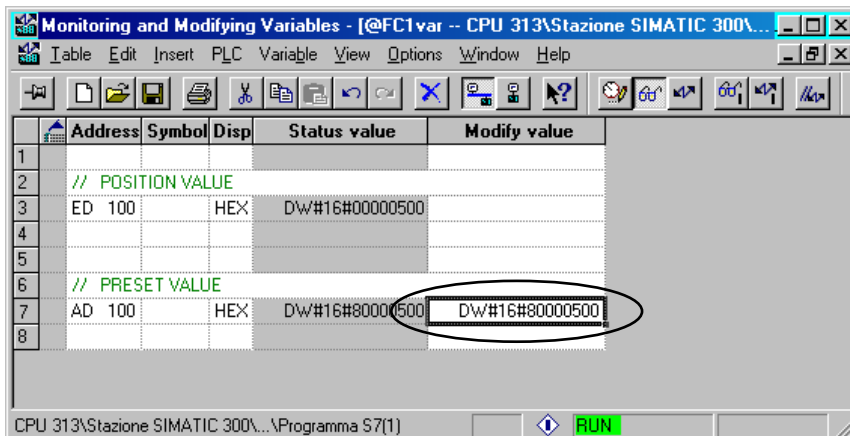 Monitoring and Modifying Variables - [@FC1var -- CPU 313\Stazione SIMATIC 300\...
Table Edit Insert PLC Variable View Options Window Help
Address Symbol Disp Status value Modify value
1
2 // POSITION VALUE
3 ED 100 HEX DW#16#00000500
4
5
6 // PRESET VALUE
7 AD 100 HEX DW#16#80000500 DW#16#80000500
8
CPU 313\Stazione SIMATIC 300\...\Programma S7(1) RUN